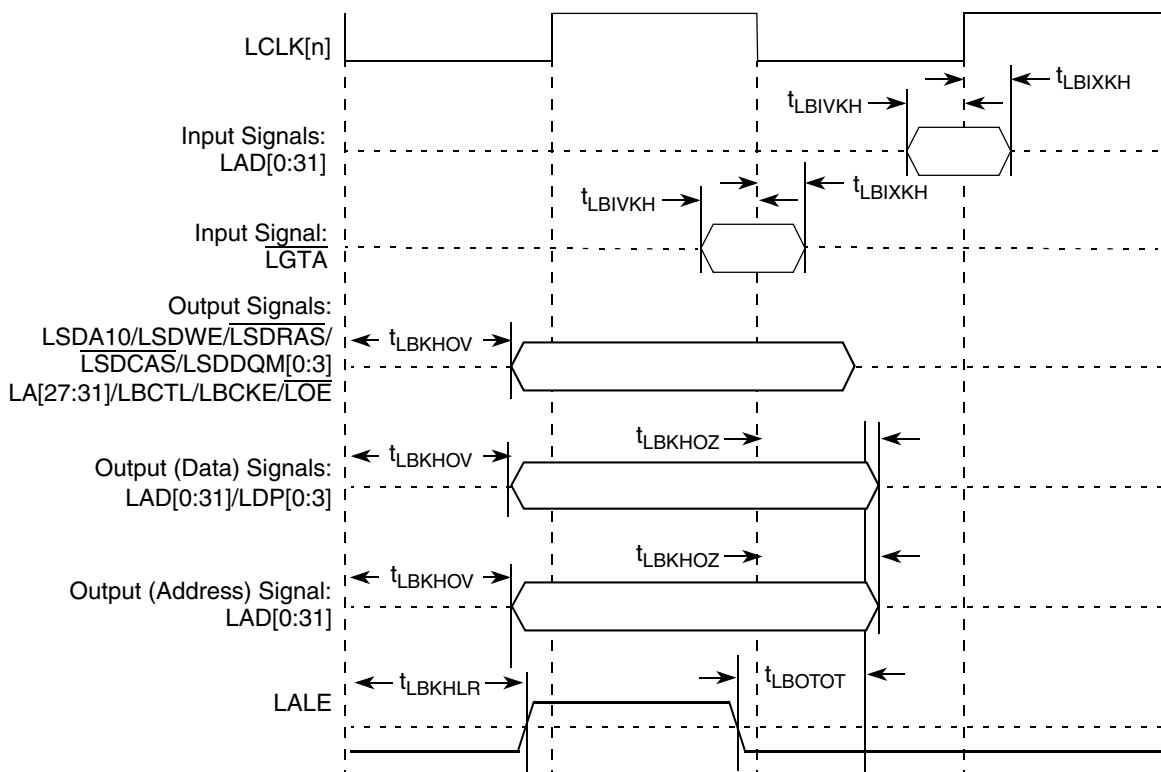 LCLK[n]
tLBIXKH
tLBIVKH
Input Signals:
LAD[0:31]
tLBIXKH
tLBIVKH
Input Signal:
LGTA
Output Signals:
LSDA10/LSDWE/LSDRAS/
LSDCAS/LSDDQM[0:3]
LA[27:31]/LBCTL/LBCKE/LOE
tLBKHOV
tLBKHOZ
tLBKHOV
Output (Data) Signals:
LAD[0:31]/LDP[0:3]
tLBKHOZ
tLBKHOV
Output (Address) Signal:
LAD[0:31]
tLBKHLR
tLBOTOT
LALE